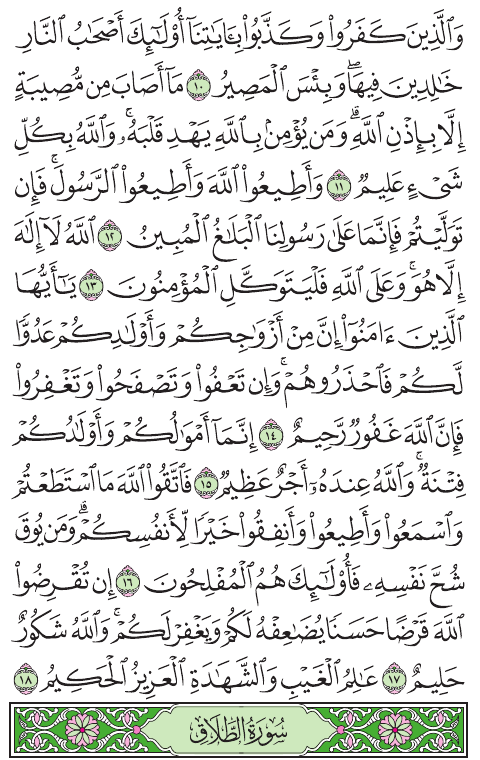 وَٱلَّذِينَ كَفَرُوا۟ وَكَذَّبُوا۟ بِـَٔايَـٰتِنَآ أُو۟لَـٰٓئِكَ أَصْحَـٰبُ ٱلنَّارِ
خَـٰلِدِينَ فِيهَا ۖ وَبِئْسَ ٱلْمَصِيرُ ١٠ مَآ أَصَابَ مِن مُّصِيبَةٍ
إِلَّا بِإِذْنِ ٱللَّهِ ۗ وَمَن يُؤْمِنۢ بِٱللَّهِ يَهْدِ قَلْبَهُۥ ۚ وَٱللَّهُ بِكُلِّ
شَىْءٍ عَلِيمٌ ١١ وَأَطِيعُوا۟ ٱللَّهَ وَأَطِيعُوا۟ ٱلرَّسُولَ ۚ فَإِن
تَوَلَّيْتُمْ فَإِنَّمَا عَلَىٰ رَسُولِنَا ٱلْبَلَـٰغُ ٱلْمُبِينُ ١٢ ٱللَّهُ لَآ إِلَـٰهَ
إِلَّا هُوَ ۚ وَعَلَى ٱللَّهِ فَلْيَتَوَكَّلِ ٱلْمُؤْمِنُونَ ١٣ يَـٰٓأَيُّهَا
ٱلَّذِينَ ءَامَنُوٓا۟ إِنَّ مِنْ أَزْوَٰجِكُمْ وَأَوْلَـٰدِكُمْ عَدُوًّا
لَّكُمْ فَٱحْذَرُوهُمْ ۚ وَإِن تَعْفُوا۟ وَتَصْفَحُوا۟ وَتَغْفِرُوا۟
فَإِنَّ ٱللَّهَ غَفُورٌ رَّحِيمٌ ١٤ إِنَّمَآ أَمْوَٰلُكُمْ وَأَوْلَـٰدُكُمْ
فِتْنَةٌ ۚ وَٱللَّهُ عِندَهُۥٓ أَجْرٌ عَظِيمٌ ١٥ فَٱتَّقُوا۟ ٱللَّهَ مَا ٱسْتَطَعْتُمْ
وَٱسْمَعُوا۟ وَأَطِيعُوا۟ وَأَنفِقُوا۟ خَيْرًا لِّأَنفُسِكُمْ ۗ وَمَن يُوقَ
شُحَّ نَفْسِهِۦ فَأُو۟لَـٰٓئِكَ هُمُ ٱلْمُفْلِحُونَ ١٦ إِن تُقْرِضُوا۟
ٱللَّهَ قَرْضًا حَسَنًا يُضَـٰعِفْهُ لَكُمْ وَيَغْفِرْ لَكُمْ ۚ وَٱللَّهُ شَكُورٌ
حَلِيمٌ ١٧ عَـٰلِمُ ٱلْغَيْبِ وَٱلشَّهَـٰدَةِ ٱلْعَزِيزُ ٱلْحَكِيمُ ١٨
سُورَةُ ٱلطَّلَاقِ